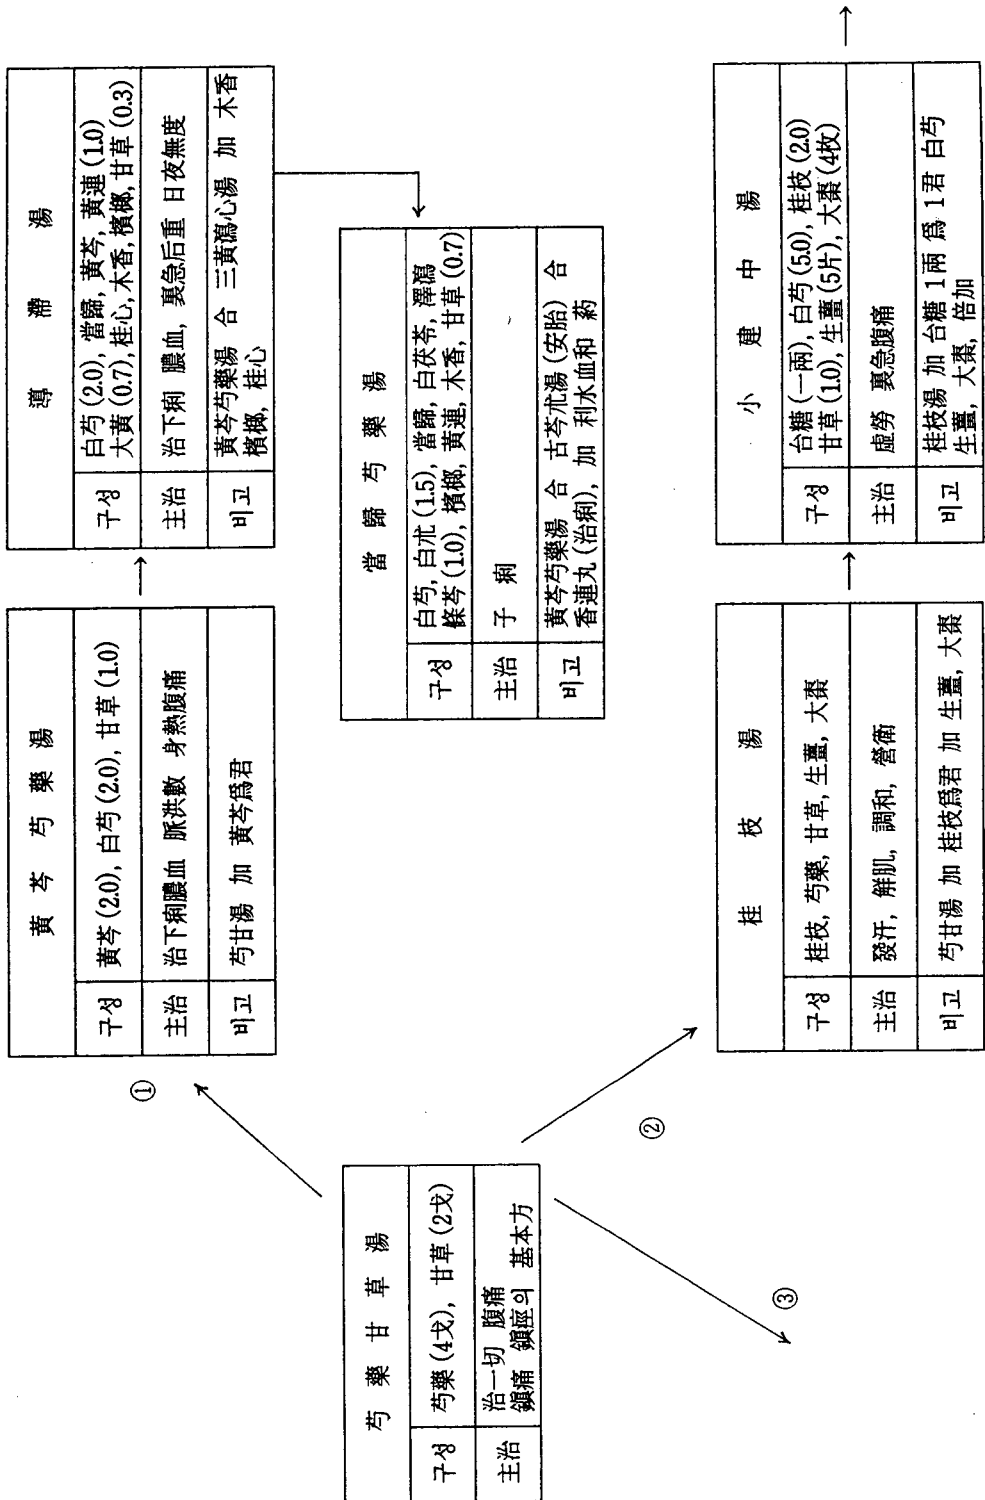 芍藥甘草湯
구성
芍藥(4戈), 甘草(2戈)
主治
治一切 腹痛
鎭痛 鎭痙의 基本方
①
②
③
黃芩芍藥湯
구성
黃芩(2.0), 白芍(2.0), 甘草(1.0)
主治
治下痢膿血 脈洪數 身熱腹痛
비고
芍甘湯 加 黃芩爲君
導滯湯
구성
白芍(2.0), 當歸, 黃芩, 黃連(1.0)
大黃(0.7), 桂心, 木香, 檳榔, 甘草(0.3)
主治
治下痢 膿血, 裏急后重 日夜無度
비고
黃芩芍藥湯 合 三黃瀉心湯 加 木香
檳榔, 桂心
當歸芍藥湯
구성
白芍, 白朮(1.5), 當歸, 白茯苓, 澤瀉
條芩(1.0), 檳榔, 黃連, 木香, 甘草(0.7)
主治
子痢
비고
黃芩芍藥湯 合 古芩朮湯(安胎) 合
香連丸(治痢), 加 利水血和 葯
桂枝湯
구성
桂枝, 芍藥, 甘草, 生薑, 大棗
主治
發汗, 解肌, 調和, 營衛
비고
芍甘湯 加 桂枝爲君 加 生薑, 大棗
小建中湯
구성
台糖(一兩), 白芍(5.0), 桂枝(2.0)
甘草(1.0), 生薑(5片), 大棗(4枚)
主治
虛勞 裏急腹痛
비고
桂枝湯 加 台糖 1兩 爲 1君 白芍
生薑, 大棗, 倍加